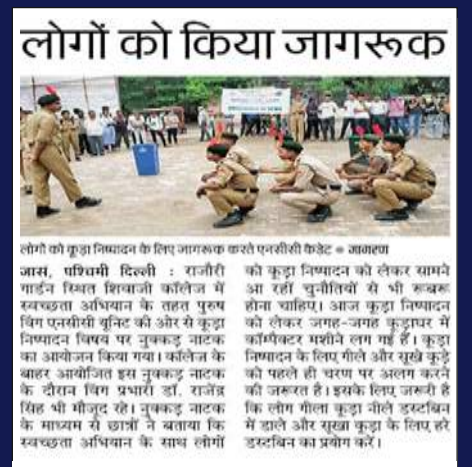 लोगों को किया जागरूक
लोगों को कूड़ा निष्पादन के लिए जागरूक करते एनसीसी कैडेट ● जागरण
जास, पश्चिमी दिल्ली : राजौरी
गार्डन स्थित शिवाजी कॉलेज में
स्वच्छता अभियान के तहत पुरुष
विंग एनसीसी यूनिट की ओर से कूड़ा
निष्पादन विषय पर नुक्कड़ नाटक
का आयोजन किया गया। कॉलेज के
बाहर आयोजित इस नुक्कड़ नाटक
के दौरान विंग प्रभारी डॉ. राजेंद्र
सिंह भी मौजूद रहे। नुक्कड़ नाटक
के माध्यम से छात्रों ने बताया कि
स्वच्छता अभियान के साथ लोगों
को कूड़ा निष्पादन को लेकर सामने
आ रहीं चुनौतियों से भी रूबरू
होना चाहिए। आज कूड़ा निष्पादन
को लेकर जगह-जगह कूड़ाघर में
कॉम्पैक्टर मशीने लग गई हैं। कूड़ा
निष्पादन के लिए गीले और सूखे कूड़े
को पहले ही चरण पर अलग करने
की जरूरत है। इसके लिए जरूरी है
कि लोग गीला कूड़ा नीले डस्टबिन
में डाले और सूखा कूड़ा के लिए हरे
डस्टबिन का प्रयोग करें।